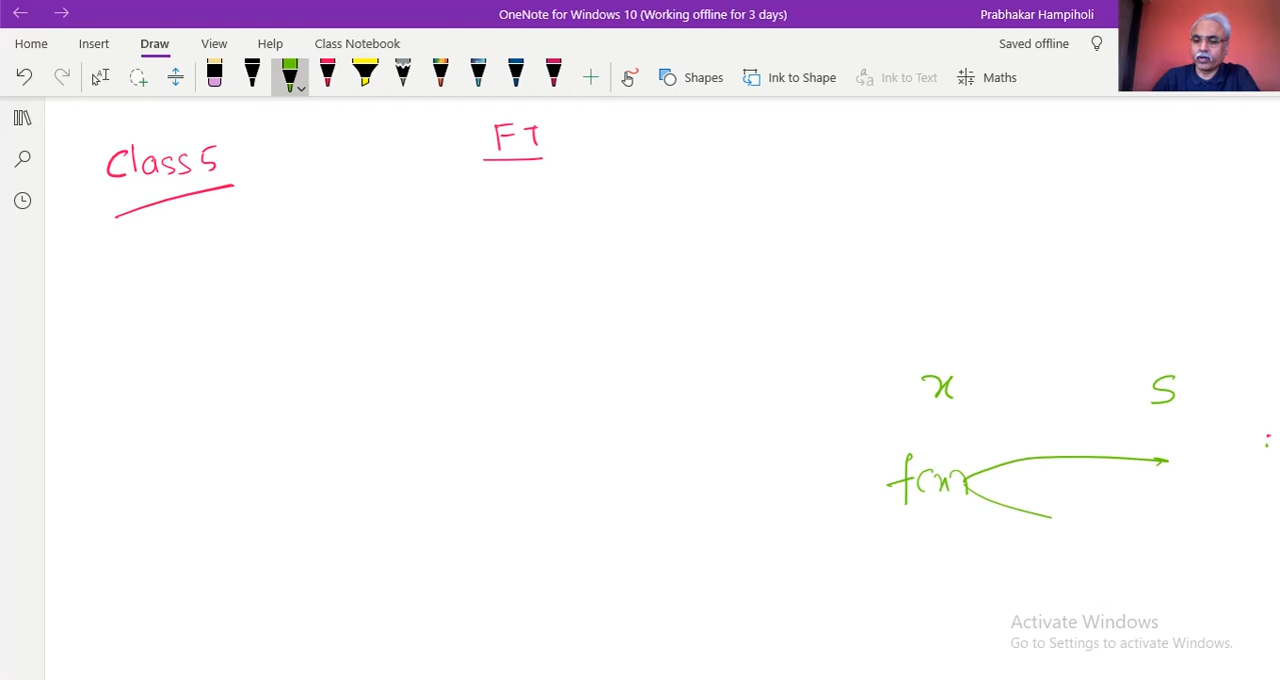 OneNote for Windows 10 (Working offline for 3 days) Prabhakar Hampiholi
Home Insert Draw View Help Class Notebook Saved offline
Shapes Ink to Shape Ink to Text Maths
FT
Class 5
x S
f(x)
Activate Windows
Go to Settings to activate Windows.